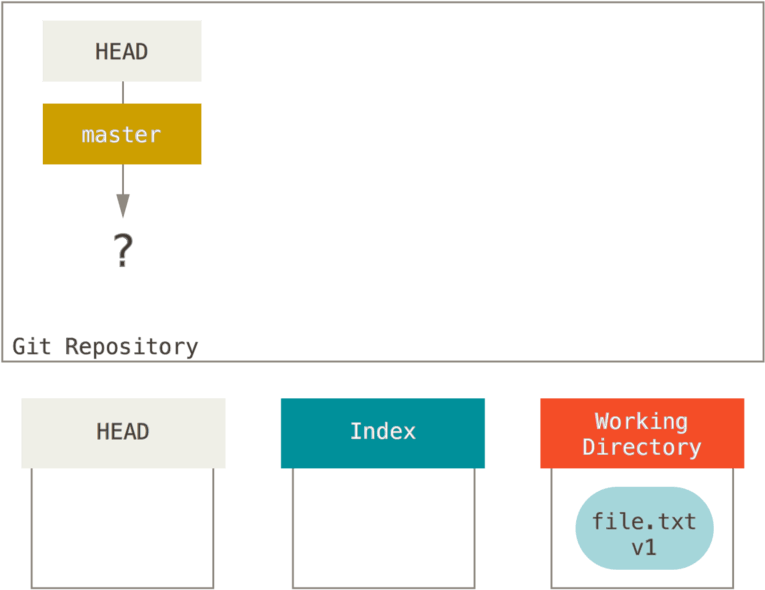 HEAD
master
?
Git Repository
HEAD
Index
Working
Directory
file.txt
v1